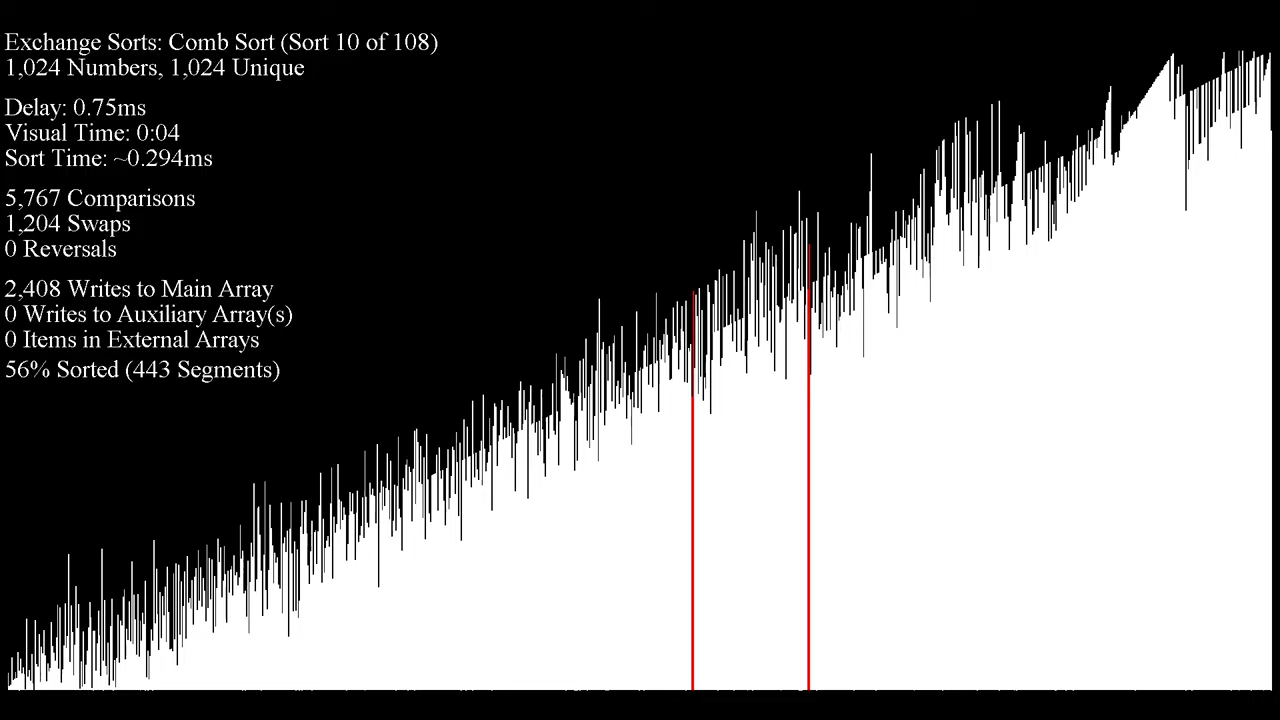 Exchange Sorts: Comb Sort (Sort 10 of 108)
1,024 Numbers, 1,024 Unique
Delay: 0.75ms
Visual Time: 0:04
Sort Time: ~0.294ms
5,767 Comparisons
1,204 Swaps
0 Reversals
2,408 Writes to Main Array
0 Writes to Auxiliary Array(s)
0 Items in External Arrays
56% Sorted (443 Segments)